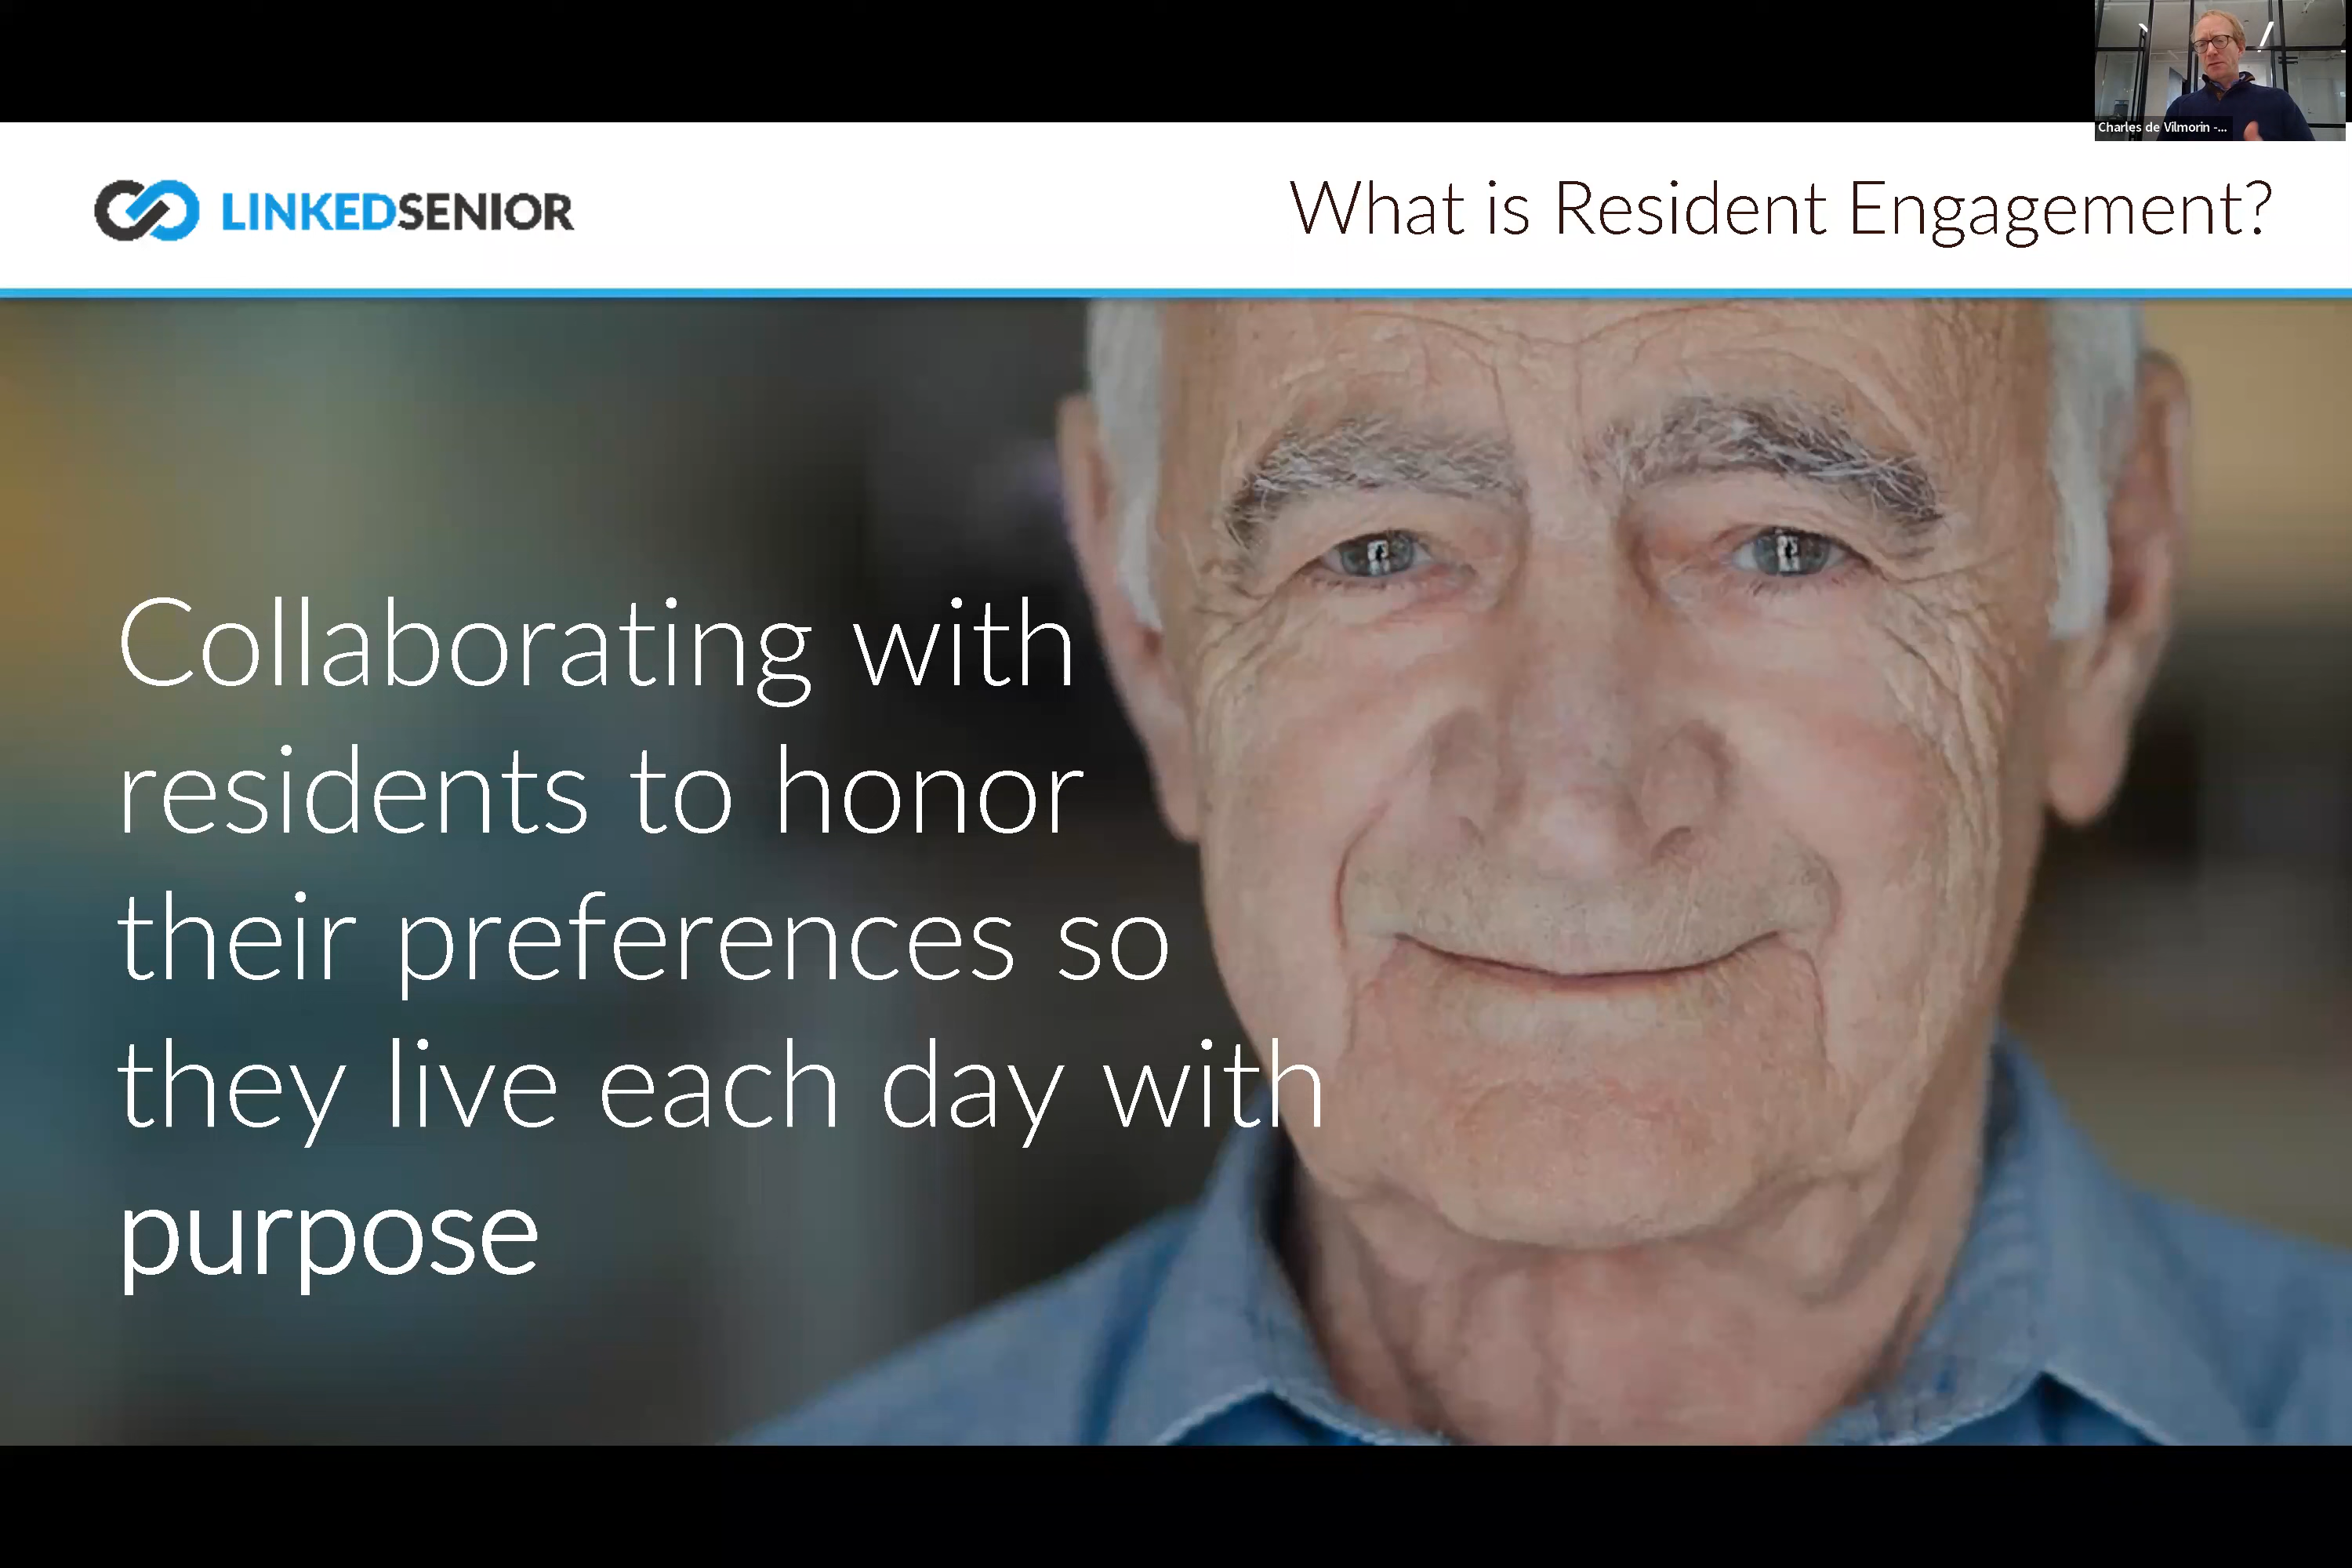 Charles de Vilmorin -...
LINKEDSENIOR
What is Resident Engagement?
Collaborating with
residents to honor
their preferences so
they live each day with
purpose